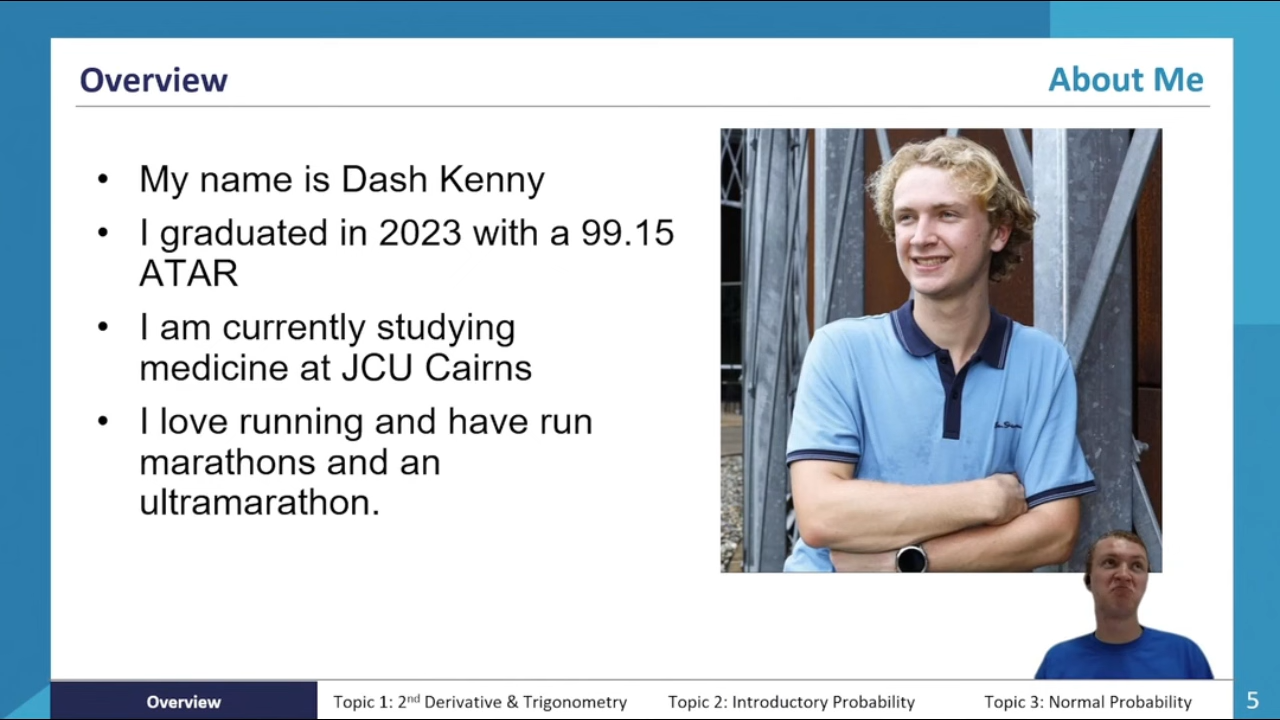 Overview
About Me
• My name is Dash Kenny
• I graduated in 2023 with a 99.15
ATAR
• I am currently studying
medicine at JCU Cairns
• I love running and have run
marathons and an
ultramarathon.
Overview
Topic 1: 2nd Derivative & Trigonometry
Topic 2: Introductory Probability
Topic 3: Normal Probability
5